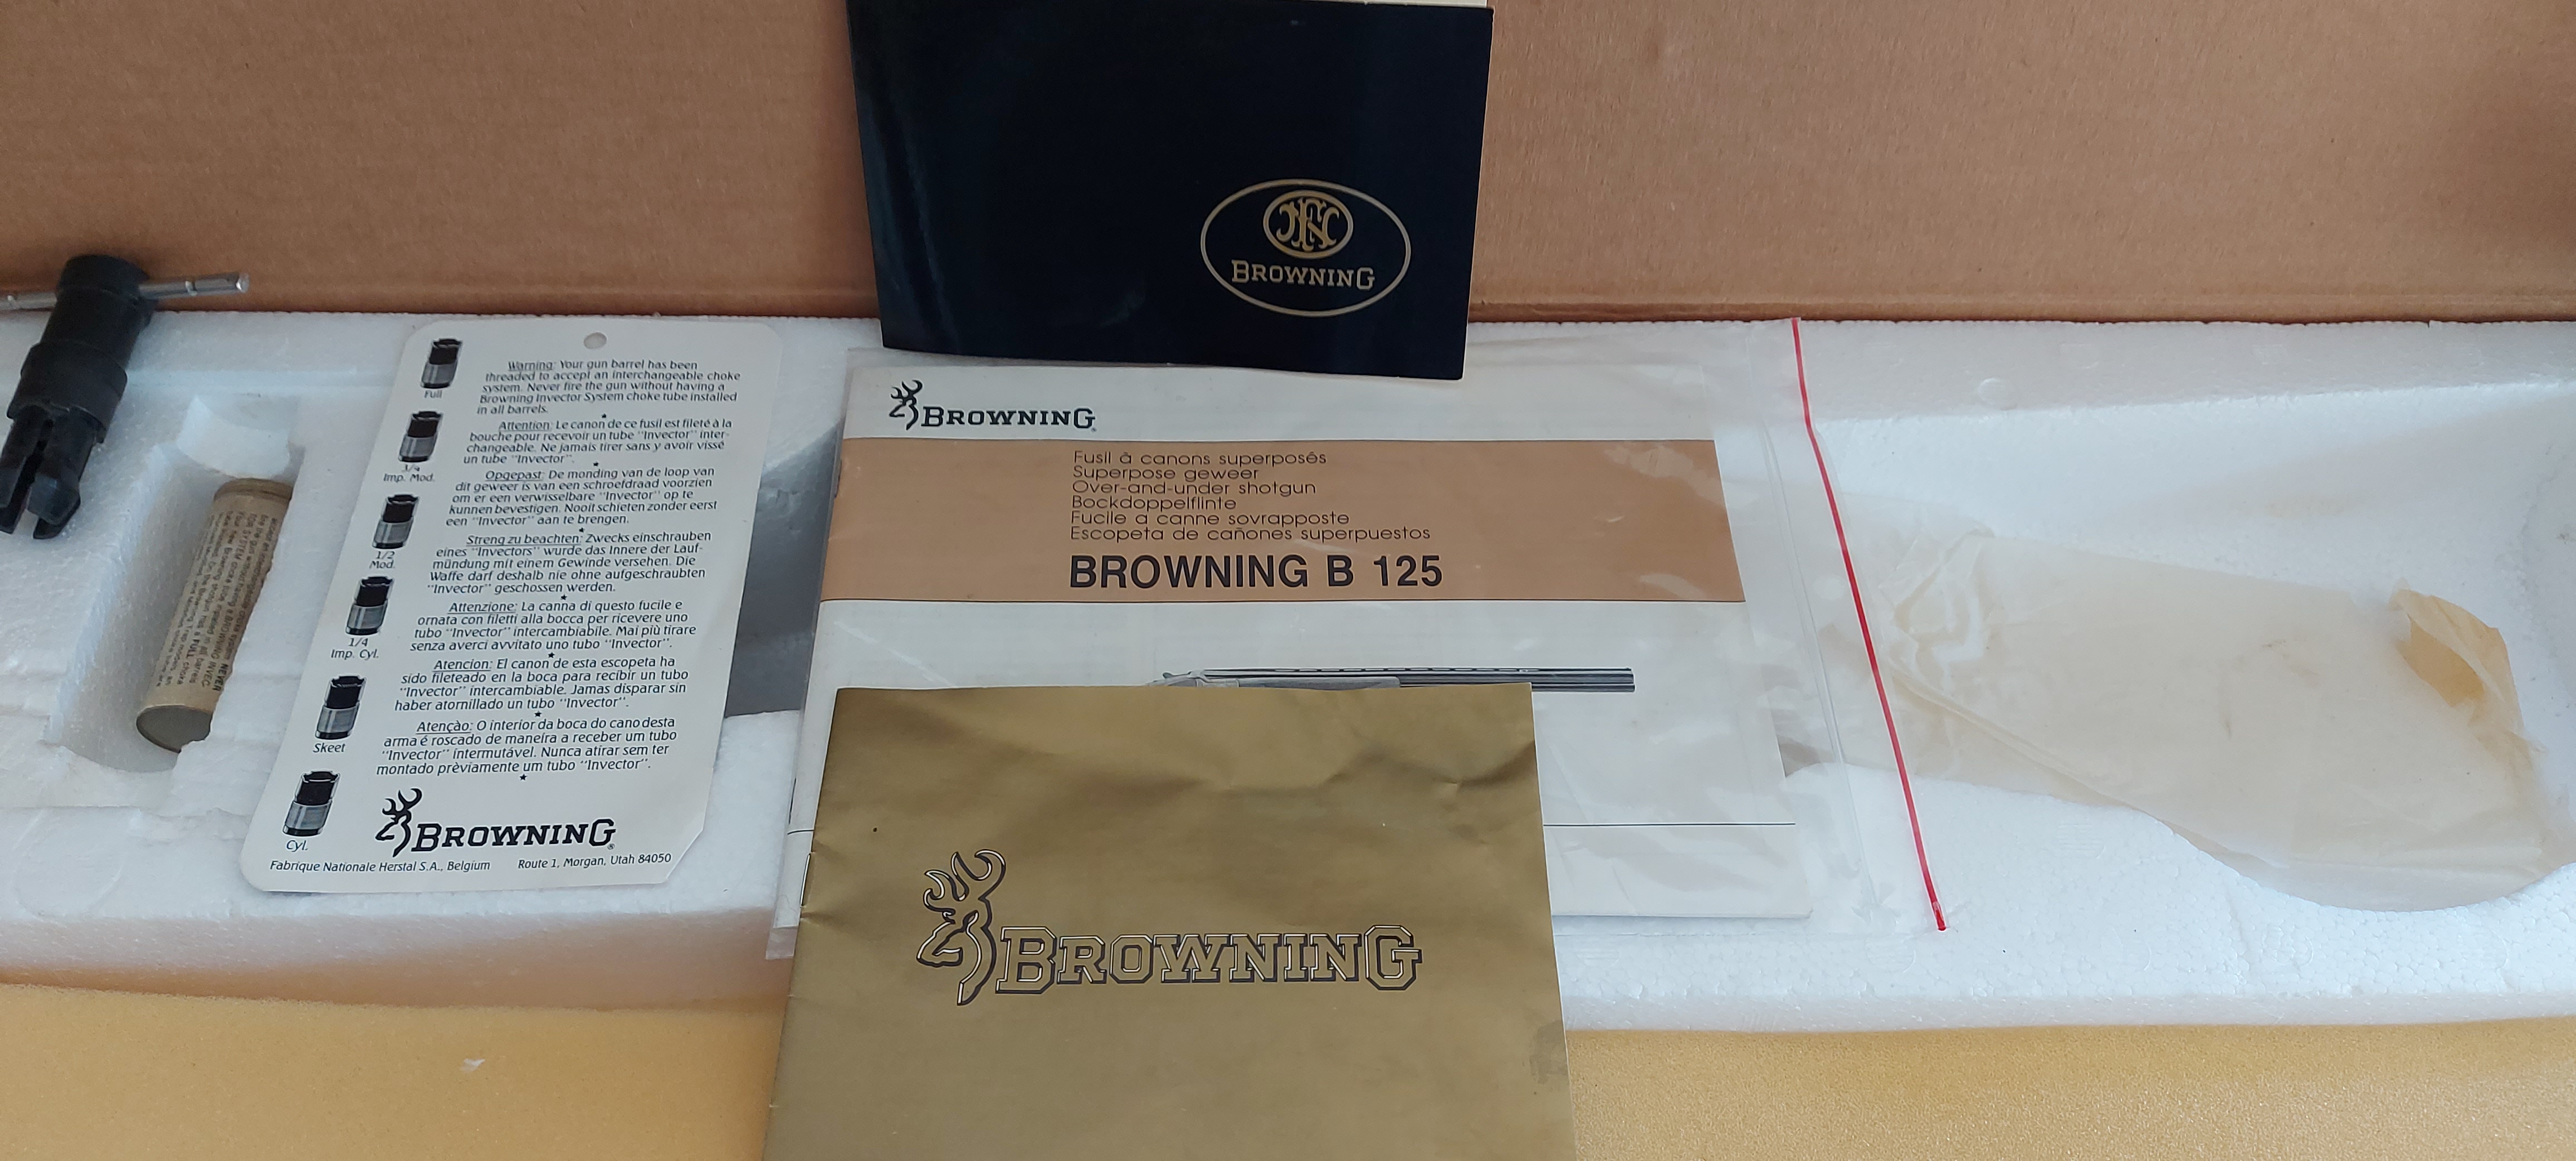 FN
BROWNING
Full
3/4
Imp. Mod.
1/2
Mod.
1/4
Imp. Cyl.
Skeet
Cyl.
Warning: Your gun barrel has been
threaded to accept an interchangeable choke
system. Never fire the gun without having a
Browning Invector System choke tube installed
in all barrels.
Attention: Le canon de ce fusil est fileté à la
bouche pour recevoir un tube "Invector" inter-
changeable. Ne jamais tirer sans y avoir vissé
un tube "Invector".
Opgepast: De monding van de loop van
dit geweer is van een schroefdraad voorzien
om er een verwisselbare "Invector" op te
kunnen bevestigen. Nooit schieten zonder eerst
een "Invector" aan te brengen.
Streng zu beachten: Zwecks einschrauben
eines "Invectors" wurde das Innere der Lauf-
mündung mit einem Gewinde versehen. Die
Waffe darf deshalb nie ohne aufgeschraubten
"Invector" geschossen werden.
Attenzione: La canna di questo fucile e
ornata con filetti alla bocca per ricevere uno
tubo "Invector" intercambiabile. Mai più tirare
senza averci avvitato uno tubo "Invector".
Atencion: El canon de esta escopeta ha
sido fileteado en la boca para recibir un tubo
"Invector" intercambiable. Jamas disparar sin
haber atornillado un tubo "Invector".
Atençào: O interior da boca do cano desta
arma é roscado de maneira a receber um tubo
"Invector" intermutável. Nunca atirar sem ter
montado prèviamente um tubo "Invector".
BROWNING
Fabrique Nationale Herstal S.A., Belgium Route 1, Morgan, Utah 84050
BROWNING
Fusil à canons superposés
Superpose geweer
Over-and-under shotgun
Bockdoppelflinte
Fucile a canne sovrapposte
Escopeta de cañones superpuestos
BROWNING B 125
BROWNING